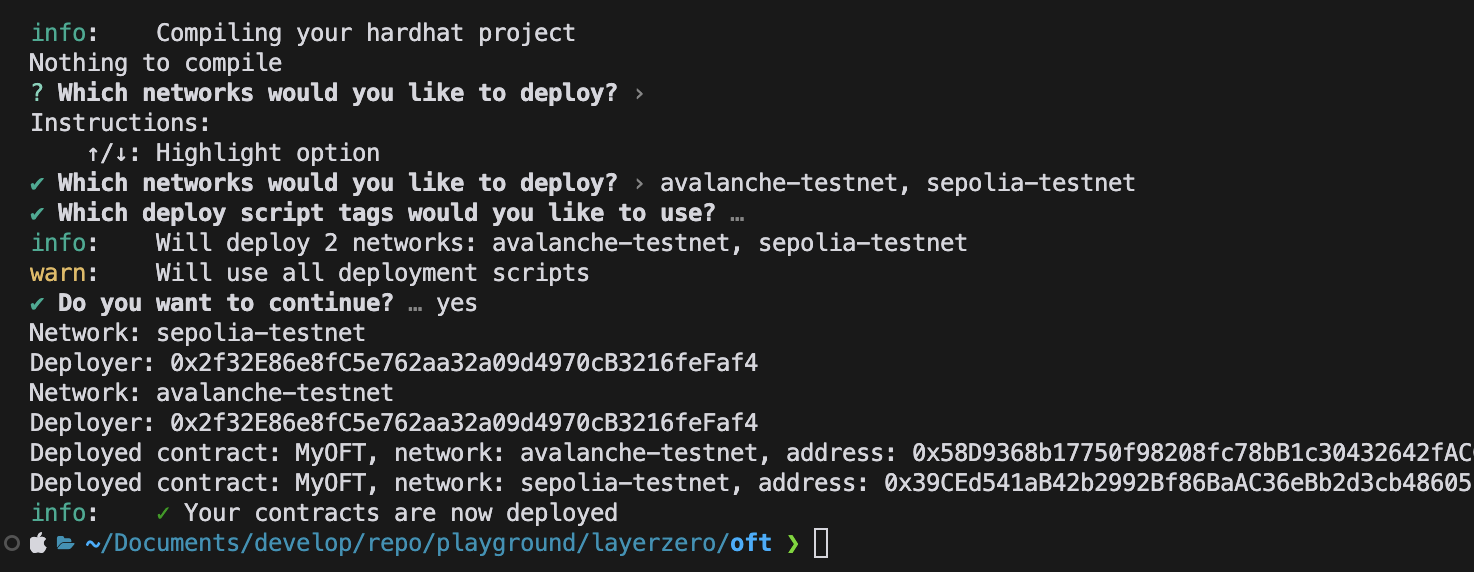 info:    Compiling your hardhat project
Nothing to compile
? Which networks would you like to deploy? ›
Instructions:
    ↑/↓: Highlight option
✔ Which networks would you like to deploy? › avalanche-testnet, sepolia-testnet
✔ Which deploy script tags would you like to use? …
info:    Will deploy 2 networks: avalanche-testnet, sepolia-testnet
warn:    Will use all deployment scripts
✔ Do you want to continue? … yes
Network: sepolia-testnet
Deployer: 0x2f32E86e8fC5e762aa32a09d4970cB3216feFaf4
Network: avalanche-testnet
Deployer: 0x2f32E86e8fC5e762aa32a09d4970cB3216feFaf4
Deployed contract: MyOFT, network: avalanche-testnet, address: 0x58D9368b17750f98208fc78bB1c30432642fAC
Deployed contract: MyOFT, network: sepolia-testnet, address: 0x39CEd541aB42b2992Bf86BaAC36eBb2d3cb48605
info:    ✓ Your contracts are now deployed
~/Documents/develop/repo/playground/layerzero/oft ❯